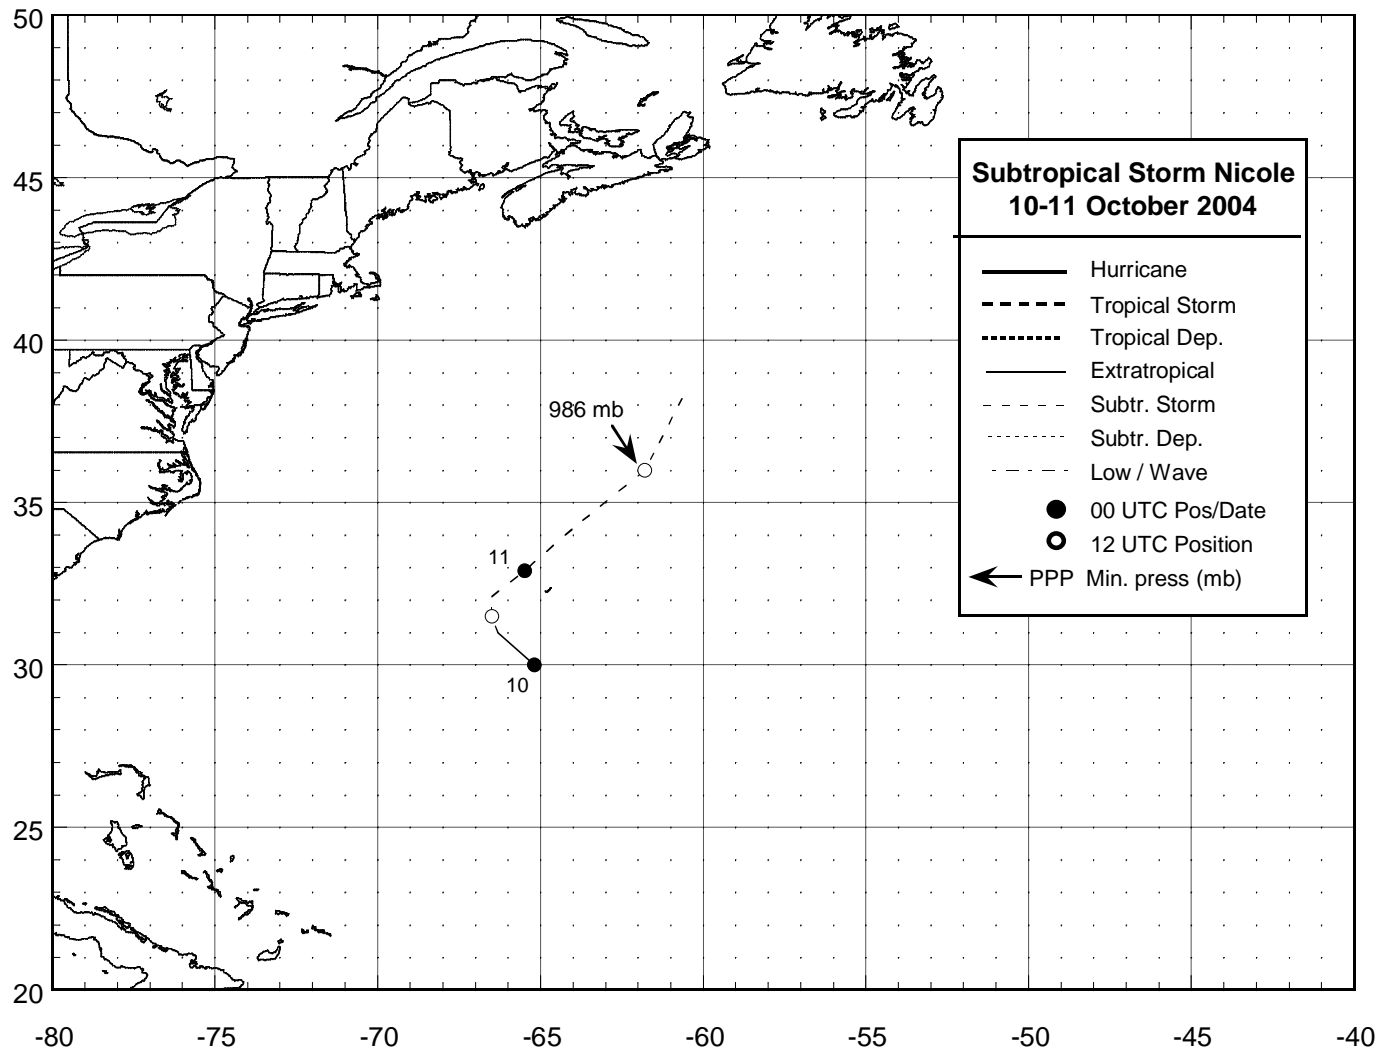 50
45
40
35
30
25
20
-80 -75 -70 -65 -60 -55 -50 -45 -40
Subtropical Storm Nicole
10-11 October 2004
Hurricane
Tropical Storm
Tropical Dep.
Extratropical
Subtr. Storm
Subtr. Dep.
Low / Wave
00 UTC Pos/Date
12 UTC Position
PPP Min. press (mb)
986 mb
11
10